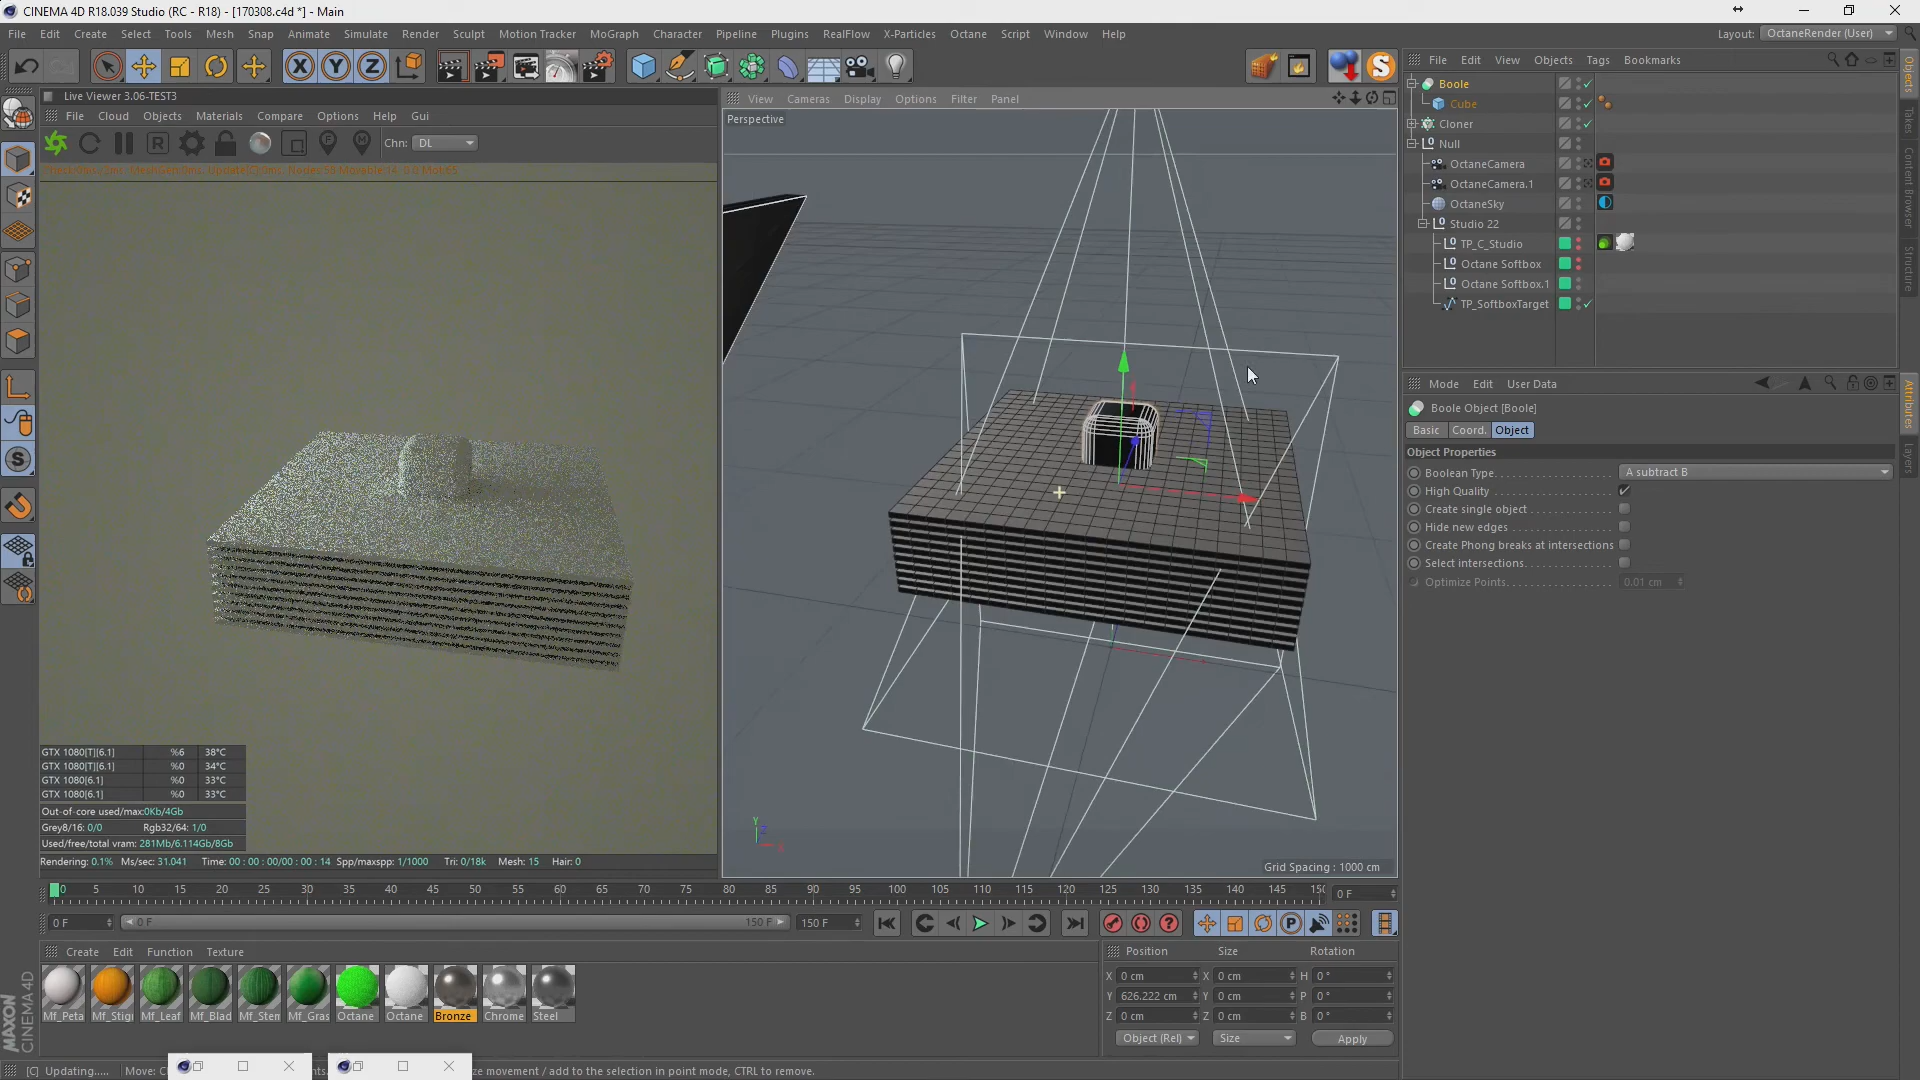 CINEMA 4D R18.039 Studio (RC - R18) - [170308.c4d *] - Main
File Edit Create Select Tools Mesh Snap Animate Simulate Render Sculpt Motion Tracker MoGraph Character Pipeline Plugins RealFlow X-Particles Octane Script Window Help
Layout: OctaneRender (User)
X Y Z
Live Viewer 3.06-TEST3
File Cloud Objects Materials Compare Options Help Gui
Chn: DL
View Cameras Display Options Filter Panel
Perspective
Grid Spacing : 1000 cm
GTX 1080[T][6.1] %6 38°C
GTX 1080[T][6.1] %0 34°C
GTX 1080[6.1] %0 33°C
GTX 1080[6.1] %0 33°C
Out-of-core used/max:0Kb/4Gb
Grey8/16: 0/0 Rgb32/64: 1/0
Used/free/total vram: 281Mb/6.114Gb/8Gb
Rendering: 0.1% Ms/sec: 31.041 Time: 00 : 00 : 00/00 : 00 : 14 Spp/maxspp: 1/1000 Tri: 0/18k Mesh: 15 Hair: 0
File Edit View Objects Tags Bookmarks
Boole
Cube
Cloner
Null
OctaneCamera
OctaneCamera.1
OctaneSky
Studio 22
TP_C_Studio
Octane Softbox
Octane Softbox.1
TP_SoftboxTarget
Objects
Takes
Content Browser
Structure
Mode Edit User Data
Boole Object [Boole]
Basic Coord. Object
Object Properties
Boolean Type A subtract B
High Quality
Create single object
Hide new edges
Create Phong breaks at intersections
Select intersections
Optimize Points 0.01 cm
Attributes
Layers
0 5 10 15 20 25 30 35 40 45 50 55 60 65 70 75 80 85 90 95 100 105 110 115 120 125 130 135 140 145 150
0 F
0 F 0 F 150 F 150 F
Create Edit Function Texture
Mf_Peta Mf_Stig Mf_Leaf Mf_Blad Mf_Sten Mf_Gras Octane Octane Bronze Chrome Steel
Position Size Rotation
X 0 cm X 0 cm H 0 °
Y 626.222 cm Y 0 cm P 0 °
Z 0 cm Z 0 cm B 0 °
Object (Rel) Size Apply
MAXON
CINEMA 4D
[C] Updating..... Move: C
ze movement / add to the selection in point mode, CTRL to remove.